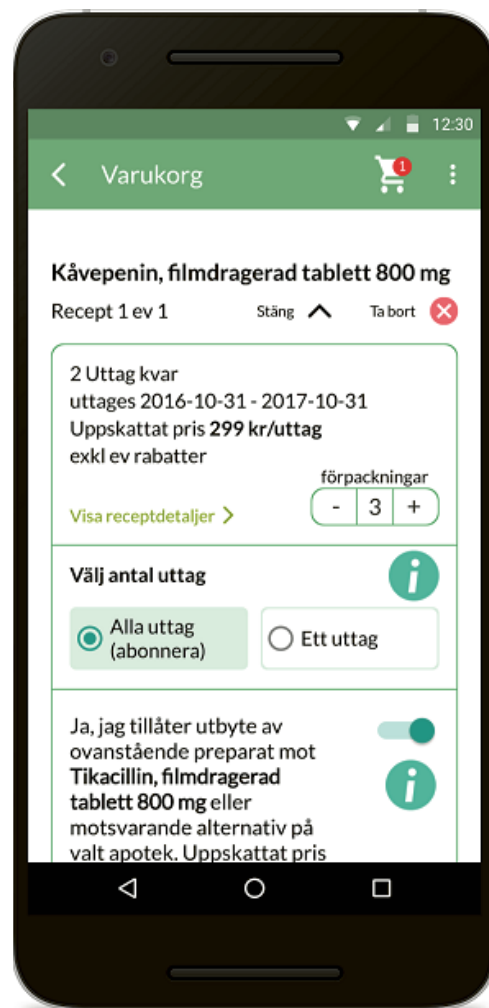 12:30
Varukorg
1
Kåvepenin, filmdragerad tablett 800 mg
Recept 1 ev 1
Stäng
Ta bort
2 Uttag kvar
uttages 2016-10-31 - 2017-10-31
Uppskattat pris 299 kr/uttag
exkl ev rabatter
förpackningar
Visa receptdetaljer
- 3 +
Välj antal uttag
i
Alla uttag
(abonnera)
Ett uttag
Ja, jag tillåter utbyte av
ovanstående preparat mot
Tikacillin, filmdragerad
tablett 800 mg eller
i
motsvarande alternativ på
valt apotek. Uppskattat pris